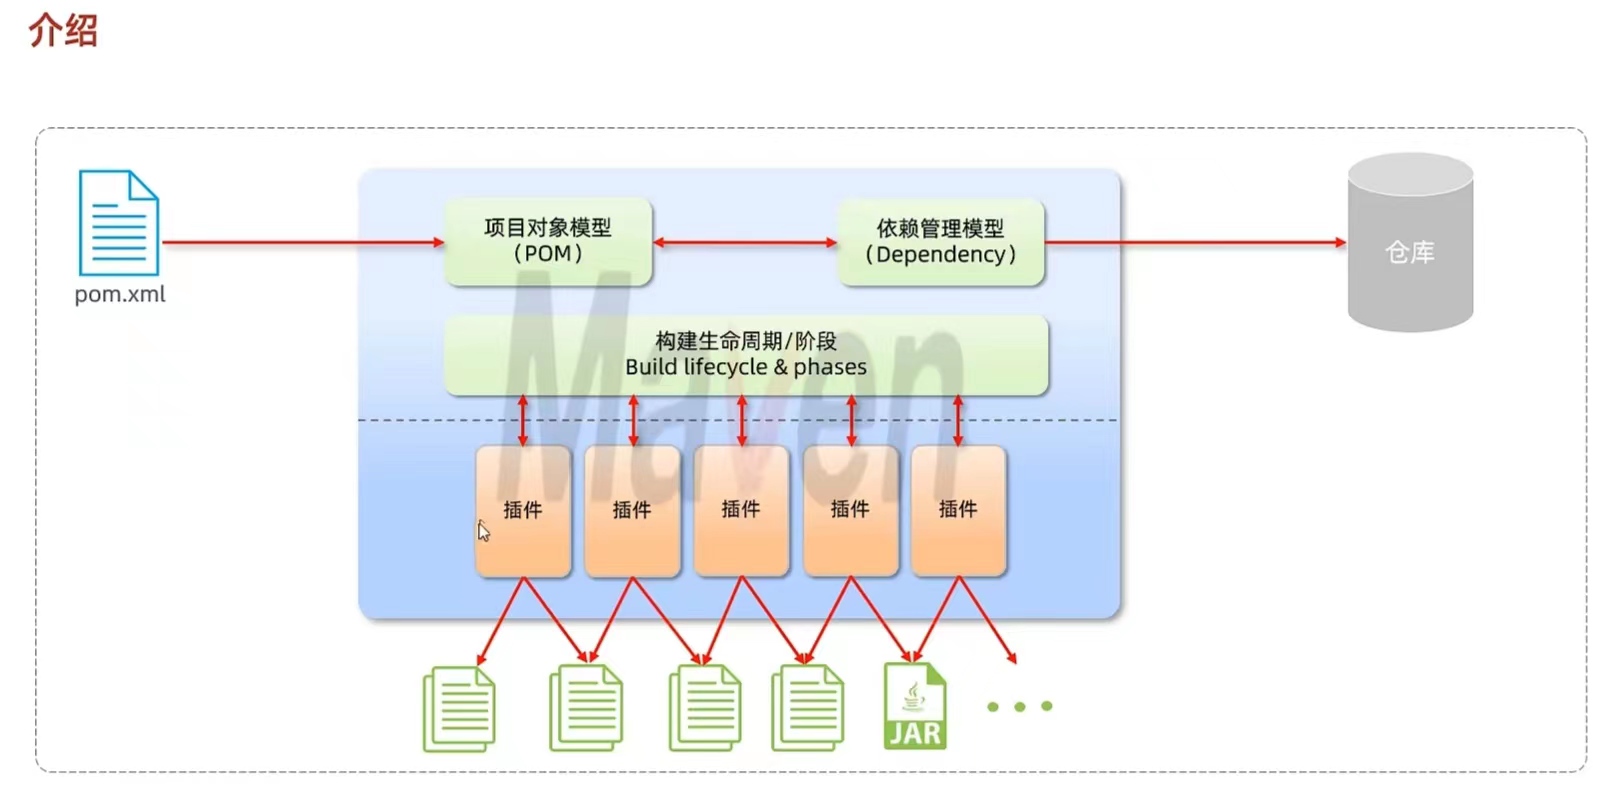 介绍
pom.xml
项目对象模型
（POM）
依赖管理模型
（Dependency）
仓库
构建生命周期/阶段
Build lifecycle & phases
Maven
插件
插件
插件
插件
插件
JAR